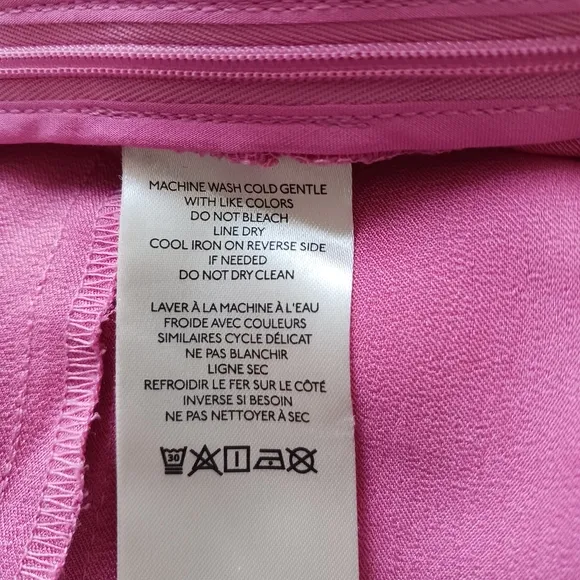 MACHINE WASH COLD GENTLE
WITH LIKE COLORS
DO NOT BLEACH
LINE DRY
COOL IRON ON REVERSE SIDE
IF NEEDED
DO NOT DRY CLEAN
LAVER À LA MACHINE À L'EAU
FROIDE AVEC COULEURS
SIMILAIRES CYCLE DÉLICAT
NE PAS BLANCHIR
LIGNE SEC
REFROIDIR LE FER SUR LE CÔTÉ
INVERSE SI BESOIN
NE PAS NETTOYER À SEC
30